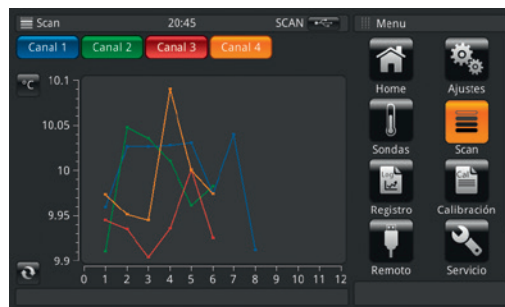 Scan 20:45 SCAN Menu
Canal 1 Canal 2 Canal 3 Canal 4
°C
10.1
10.05
10
9.95
9.9
0 1 2 3 4 5 6 7 8 9 10 11 12
Home Ajustes
Sondas Scan
Log Cal
Registro Calibración
Remoto Servicio